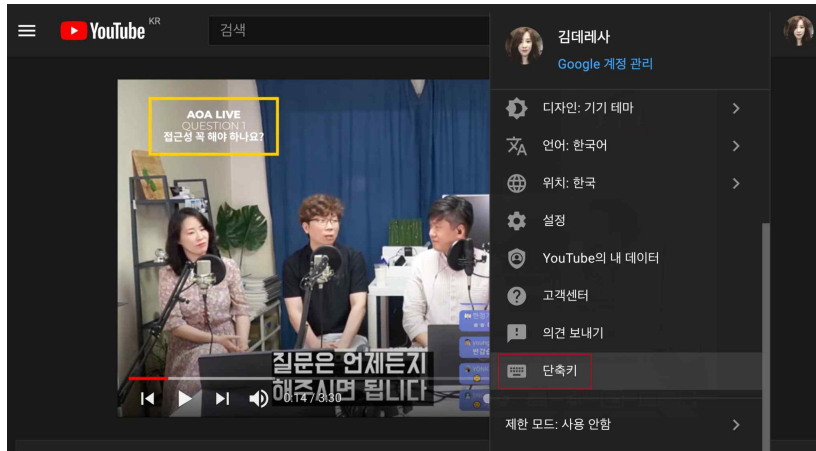 YouTube KR
검색
김데레사
Google 계정 관리
AOA LIVE
QUESTION 1
접근성 꼭 해야 하나요?
디자인: 기기 테마
언어: 한국어
위치: 한국
설정
YouTube의 내 데이터
고객센터
의견 보내기
단축키
제한 모드: 사용 안함
질문은 언제든지
해주시면 됩니다
0:14 / 3:30